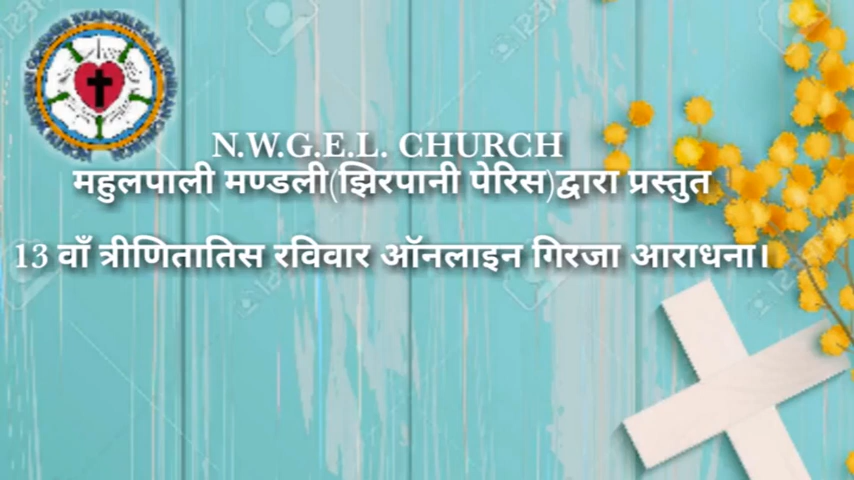 N.W.G.E.L. CHURCH
महुलपाली मण्डली(झिरपानी पेरिस)द्वारा प्रस्तुत
13 वाँ त्रीणितातिस रविवार ऑनलाइन गिरजा आराधना।